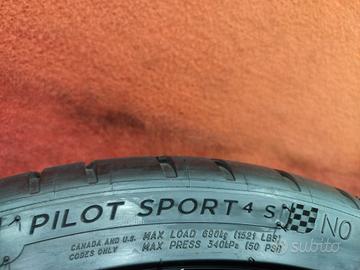 PILOT SPORT 4 S NO
CANADA AND U.S. CODES ONLY
MAX LOAD 690kg (1521 LBS)
MAX PRESS 340kPa (50 PSI)
subito